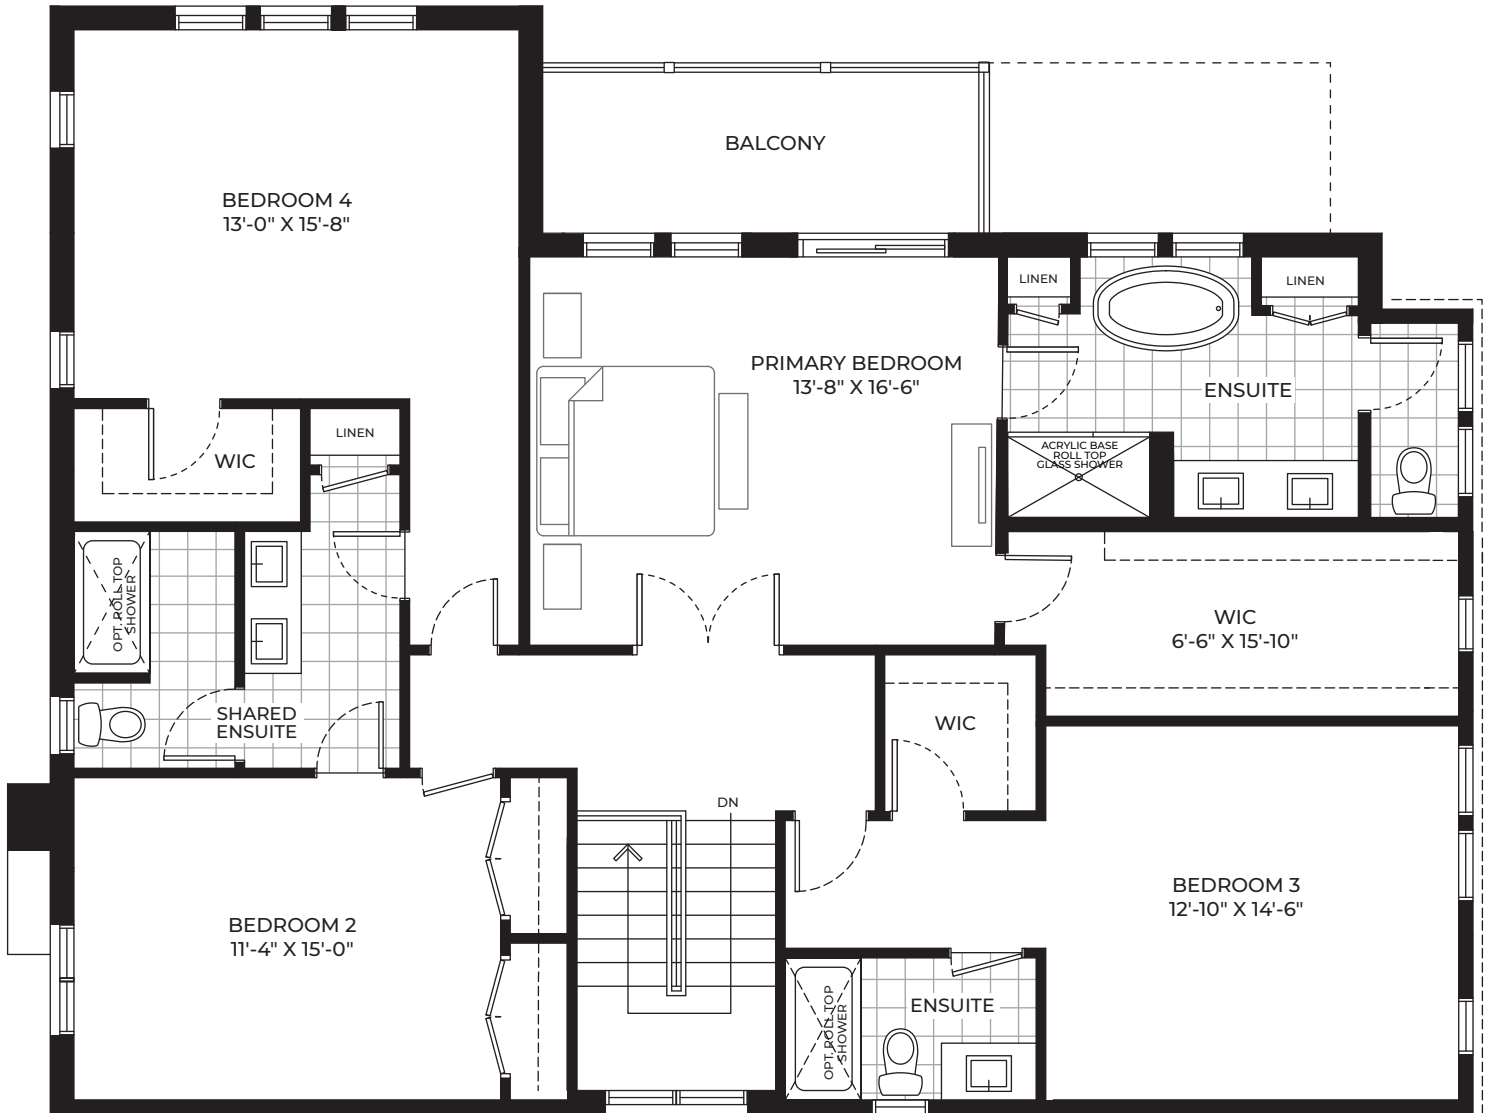 BALCONY
BEDROOM 4
13'-0" X 15'-8"
LINEN
LINEN
PRIMARY BEDROOM
13'-8" X 16'-6"
ENSUITE
LINEN
WIC
ACRYLIC BASE
ROLL TOP
GLASS SHOWER
OPT. ROLL TOP
SHOWER
WIC
6'-6" X 15'-10"
SHARED
ENSUITE
WIC
DN
BEDROOM 3
12'-10" X 14'-6"
BEDROOM 2
11'-4" X 15'-0"
ENSUITE
OPT. ROLL TOP
SHOWER